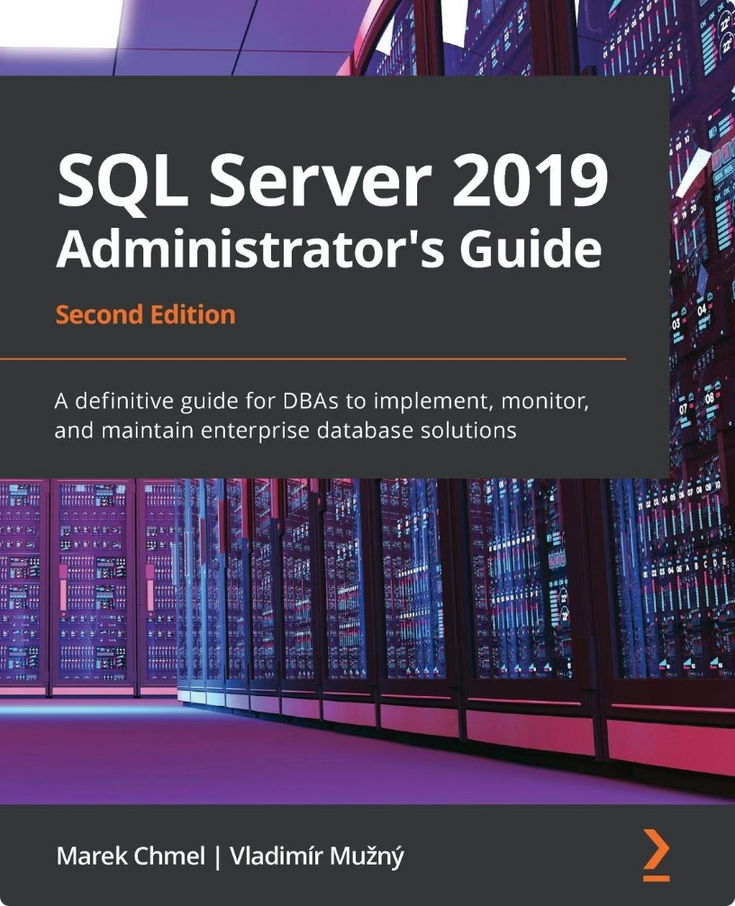 SQL Server 2019
Administrator's Guide
Second Edition
A definitive guide for DBAs to implement, monitor,
and maintain enterprise database solutions
Marek Chmel | Vladimír Mužný